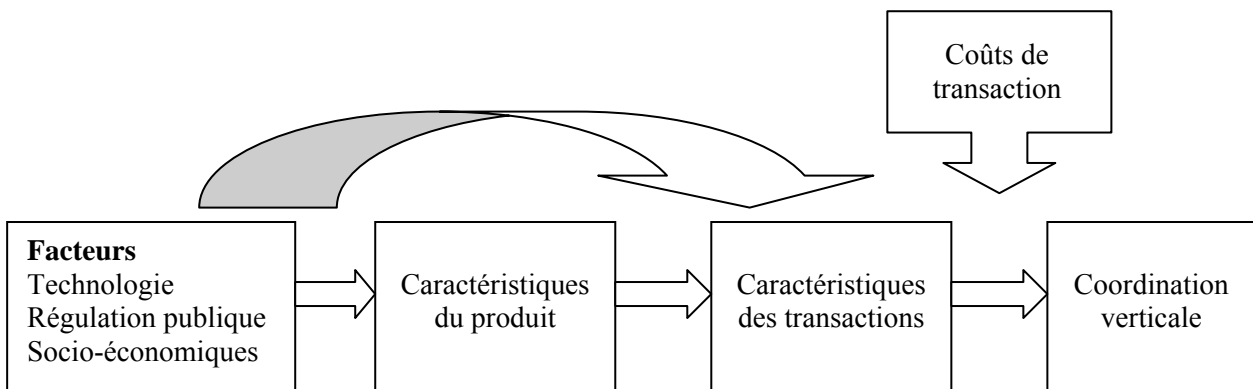 Coûts de
transaction
Facteurs
Technologie
Régulation publique
Socio-économiques
Caractéristiques
du produit
Caractéristiques
des transactions
Coordination
verticale